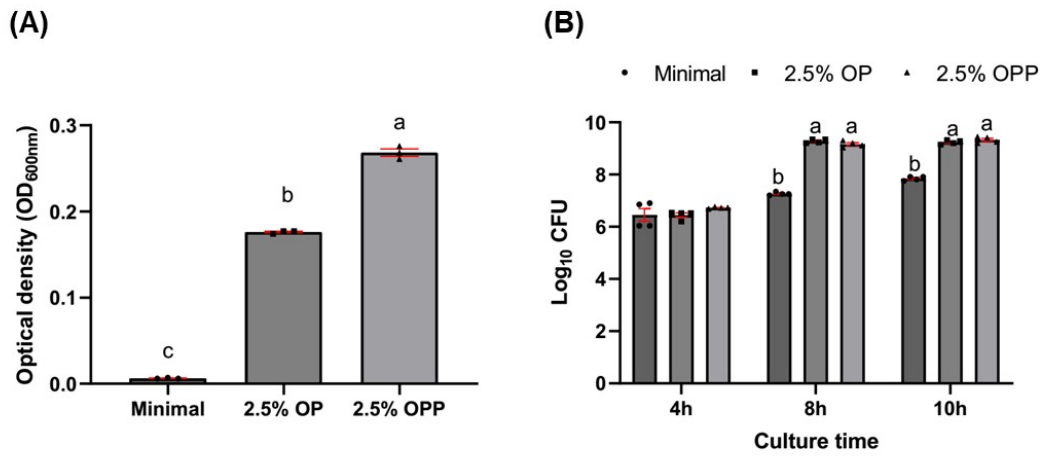 (A)
Optical density (OD600nm)
0.3
0.2
0.1
0.0
c
b
a
Minimal
2.5% OP
2.5% OPP
(B)
Minimal 2.5% OP 2.5% OPP
Log10 CFU
10
8
6
4
2
0
b
a
a
b
a
a
4h
8h
10h
Culture time